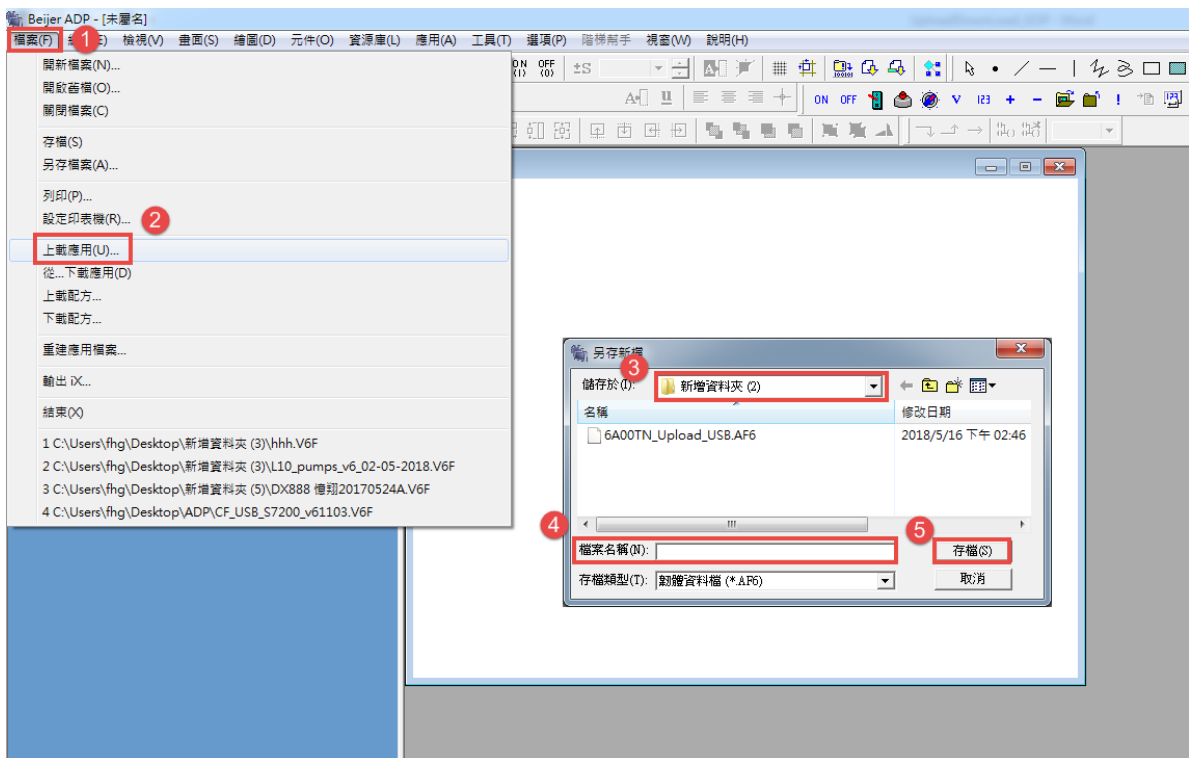 Beijer ADP - [未屬名]
檔案(F) 檢視(V) 畫面(S) 繪圖(D) 元件(O) 資源庫(L) 應用(A) 工具(T) 選項(P) 階梯幫手 視窗(W) 說明(H)
1
開新檔案(N)...
開啟舊檔(O)...
關閉檔案(C)
存檔(S)
另存檔案(A)...
列印(P)...
設定印表機(R)...
2
上載應用(U)...
從...下載應用(D)
上載配方...
下載配方...
重建應用檔案...
輸出 iX...
結束(X)
1 C:\Users\fhg\Desktop\新增資料夾 (3)\hhh.V6F
2 C:\Users\fhg\Desktop\新增資料夾 (3)\L10_pumps_v6_02-05-2018.V6F
3 C:\Users\fhg\Desktop\新增資料夾 (5)\DX888 憶翔20170524A.V6F
4 C:\Users\fhg\Desktop\ADP\CF_USB_S7200_v61103.V6F
ON OFF ±S
ON OFF V 123 + - !
另存新檔
3
儲存於(I): 新增資料夾 (2)
名稱 修改日期
6A00TN_Upload_USB.AF6 2018/5/16 下午 02:46
4
5
檔案名稱(N): 存檔(S)
存檔類型(T): 韌體資料檔 (*.AF6) 取消